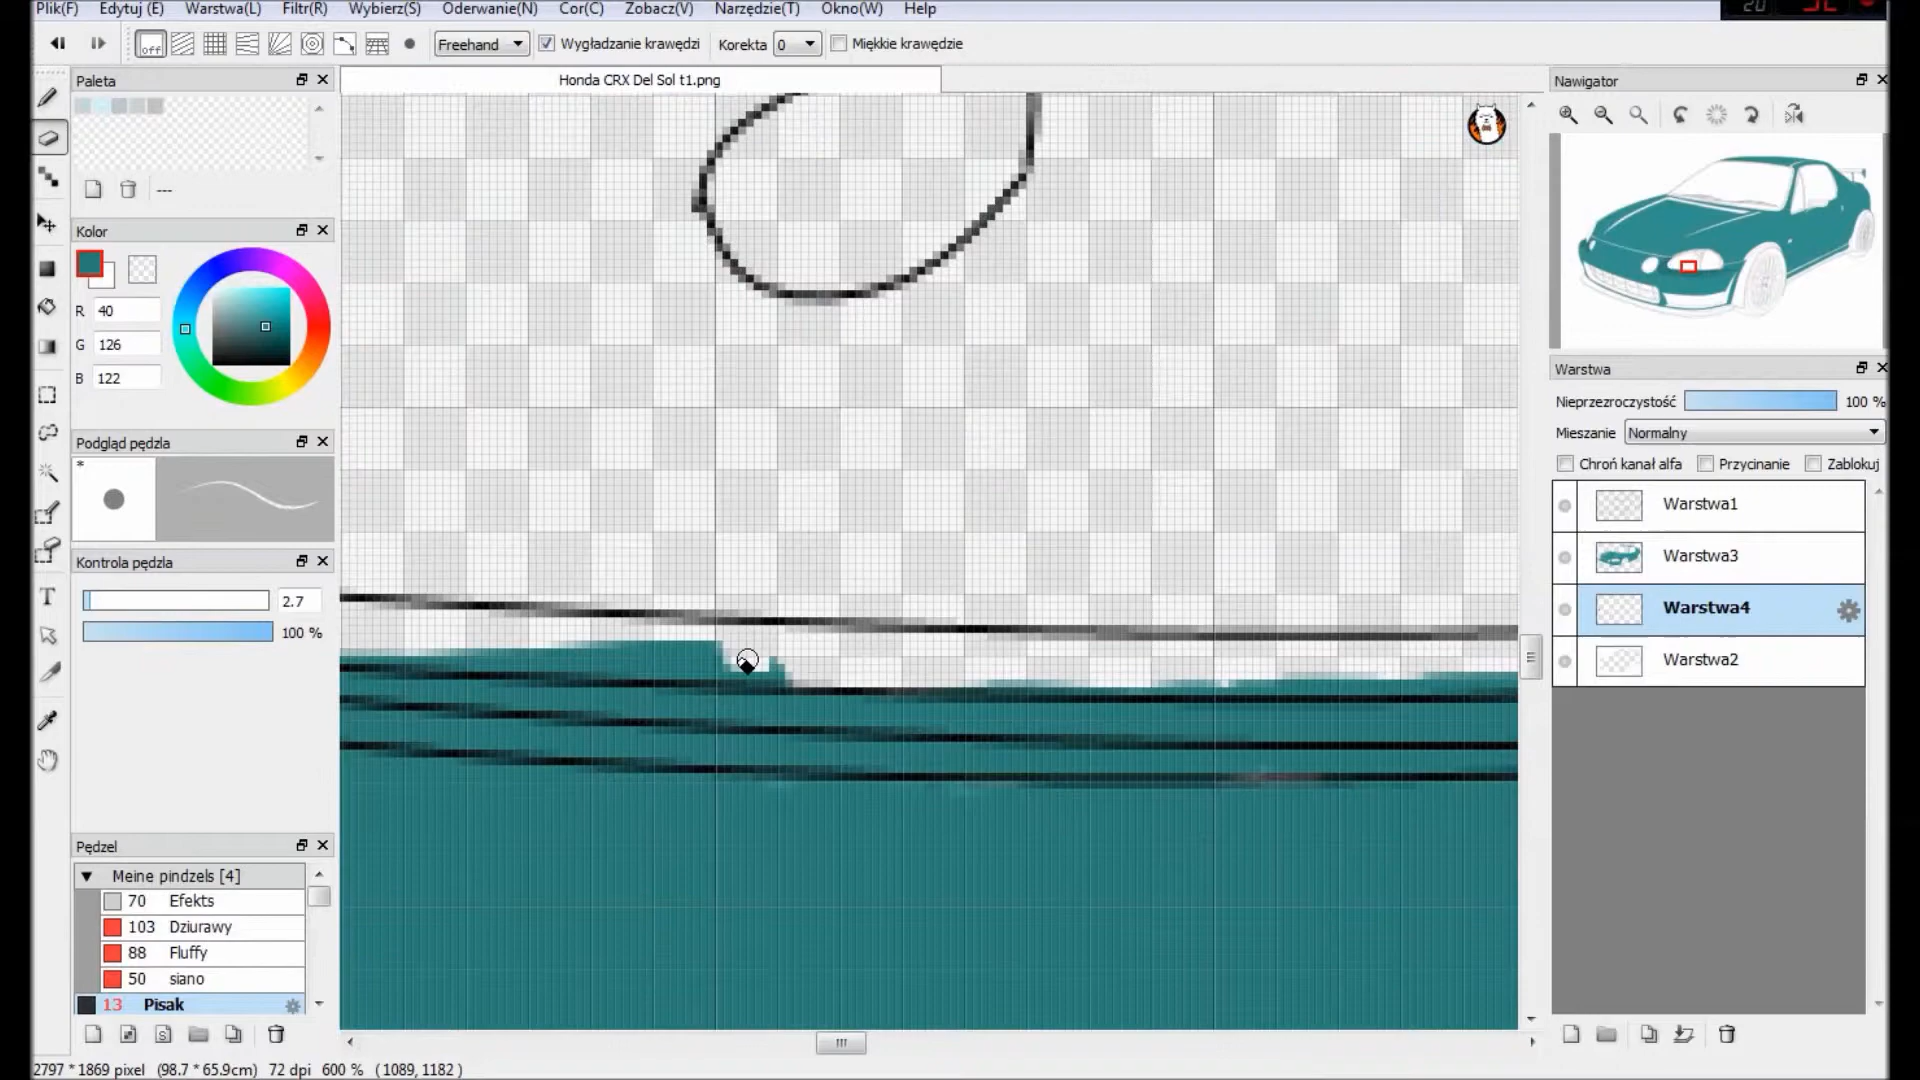 Plik(F) Edytuj (E) Warstwa(L) Filtr(R) Wybierz(S) Oderwanie(N) Cor(C) Zobacz(V) Narzędzie(T) Okno(W) Help
off Freehand Wygładzanie krawędzi Korekta 0 Miękkie krawędzie
Paleta
Honda CRX Del Sol t1.png
Nawigator
---
Kolor
R 40
G 126
B 122
Podgląd pędzla
*
Kontrola pędzla
2.7
100 %
Pędzel
Meine pindzels [4]
70 Efekts
103 Dziurawy
88 Fluffy
50 siano
13 Pisak
Warstwa
Nieprzezroczystość 100 %
Mieszanie Normalny
Chroń kanał alfa Przycinanie Zablokuj
Warstwa1
Warstwa3
Warstwa4
Warstwa2
2797 * 1869 pixel (98.7 * 65.9cm) 72 dpi 600 % ( 1089, 1182 )